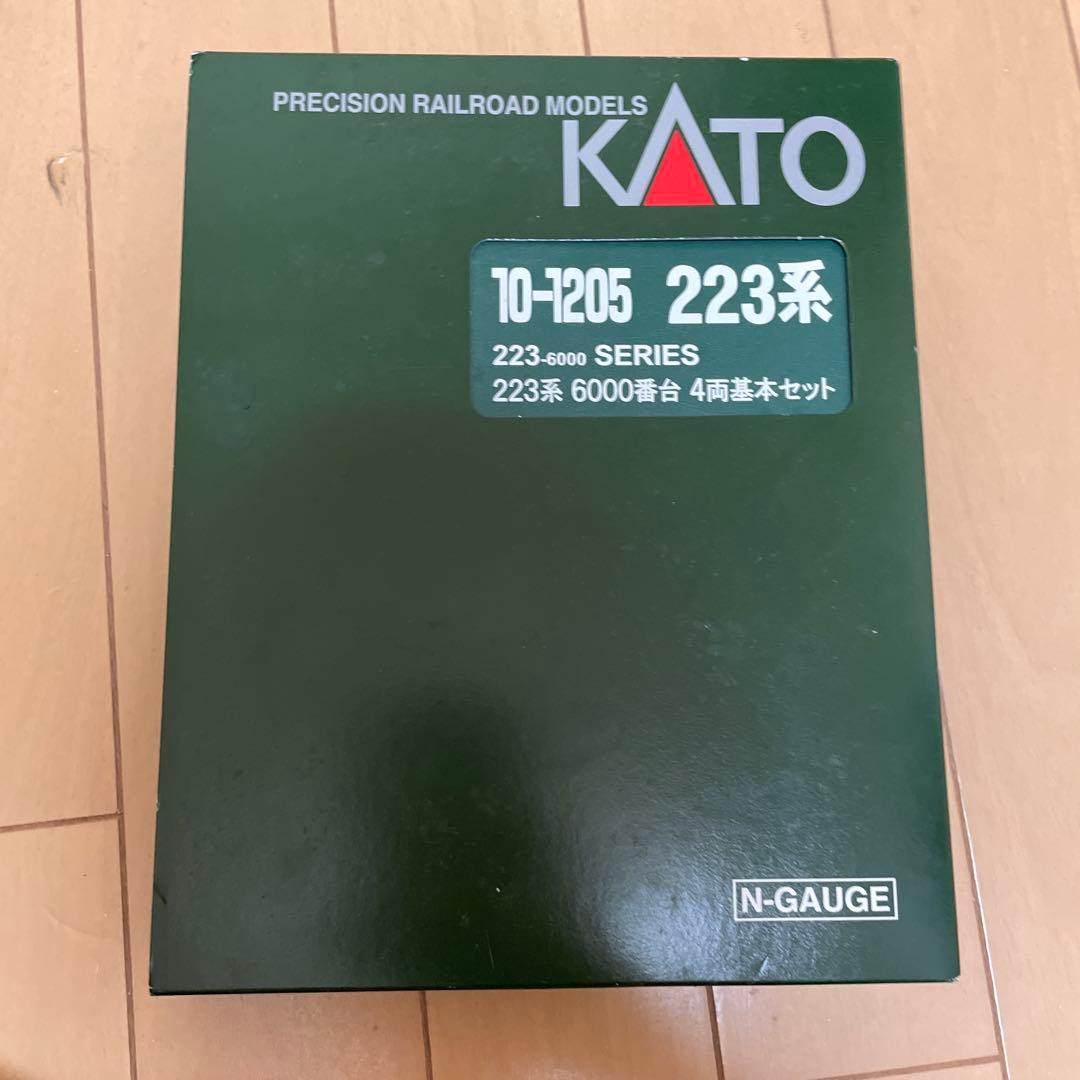 PRECISION RAILROAD MODELS
KATO
10-1205 223系
223-6000 SERIES
223系 6000番台 4両基本セット
N-GAUGE